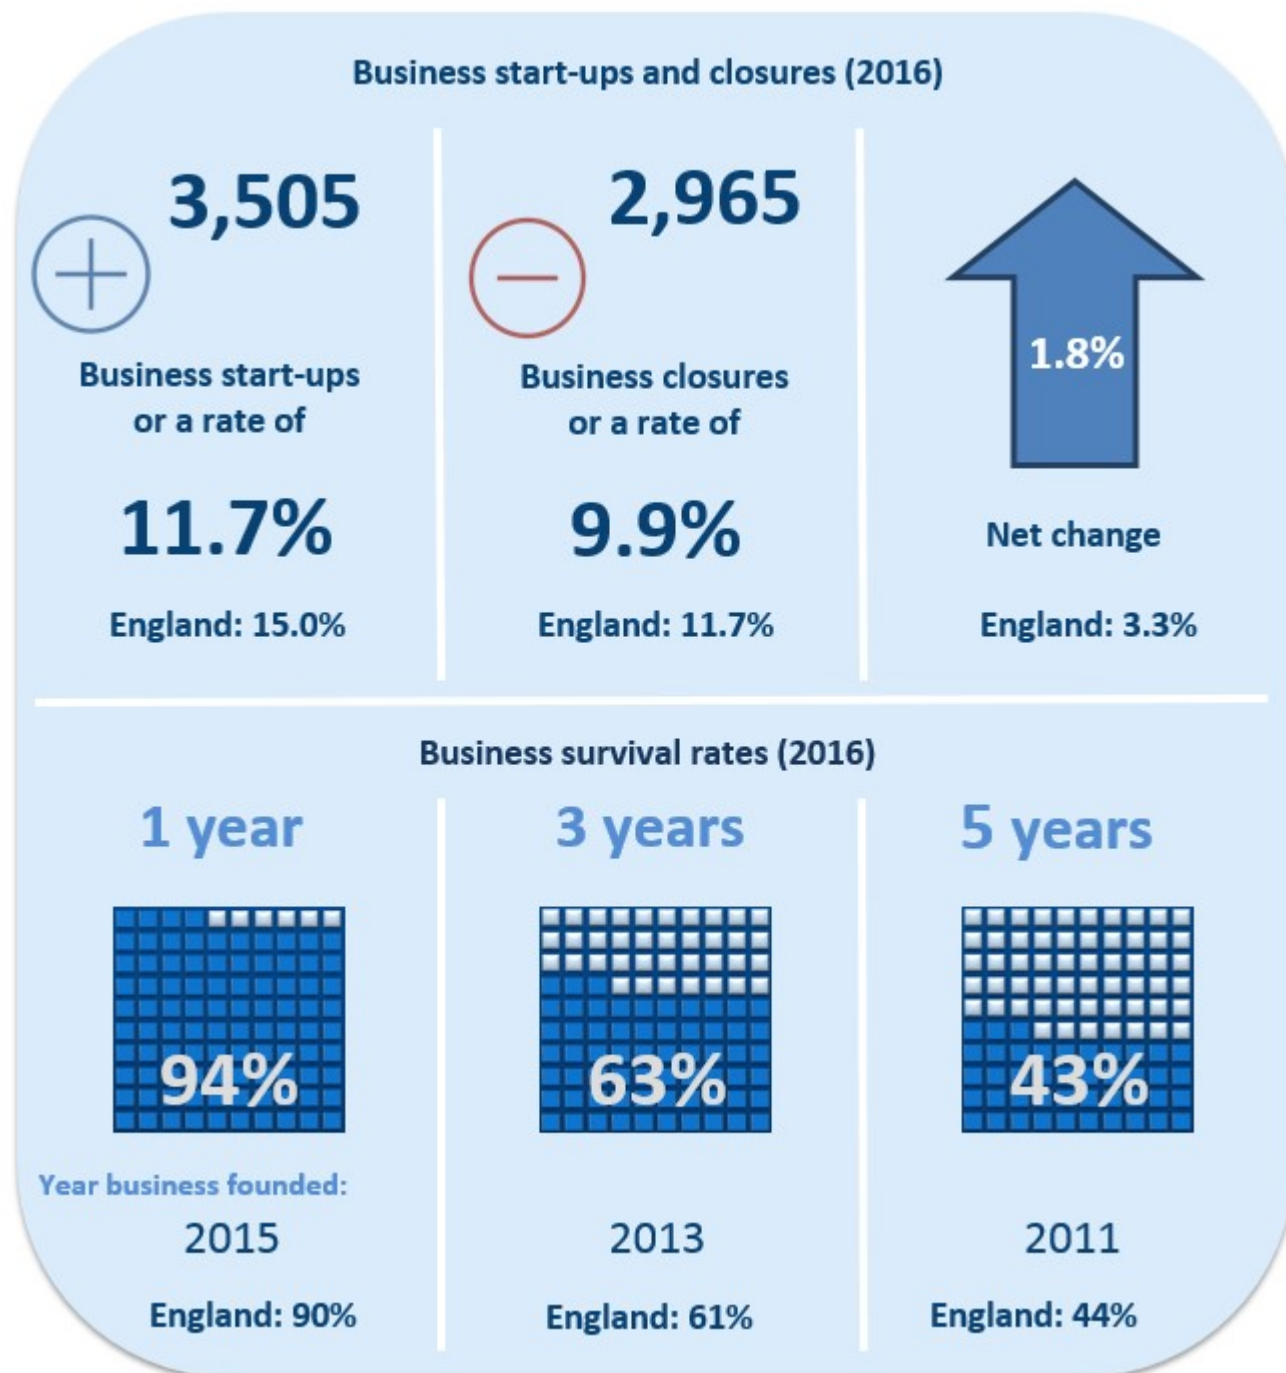 Business start-ups and closures (2016)
3,505
Business start-ups
or a rate of
11.7%
England: 15.0%
2,965
Business closures
or a rate of
9.9%
England: 11.7%
1.8%
Net change
England: 3.3%
Business survival rates (2016)
1 year
94%
Year business founded:
2015
England: 90%
3 years
63%
2013
England: 61%
5 years
43%
2011
England: 44%